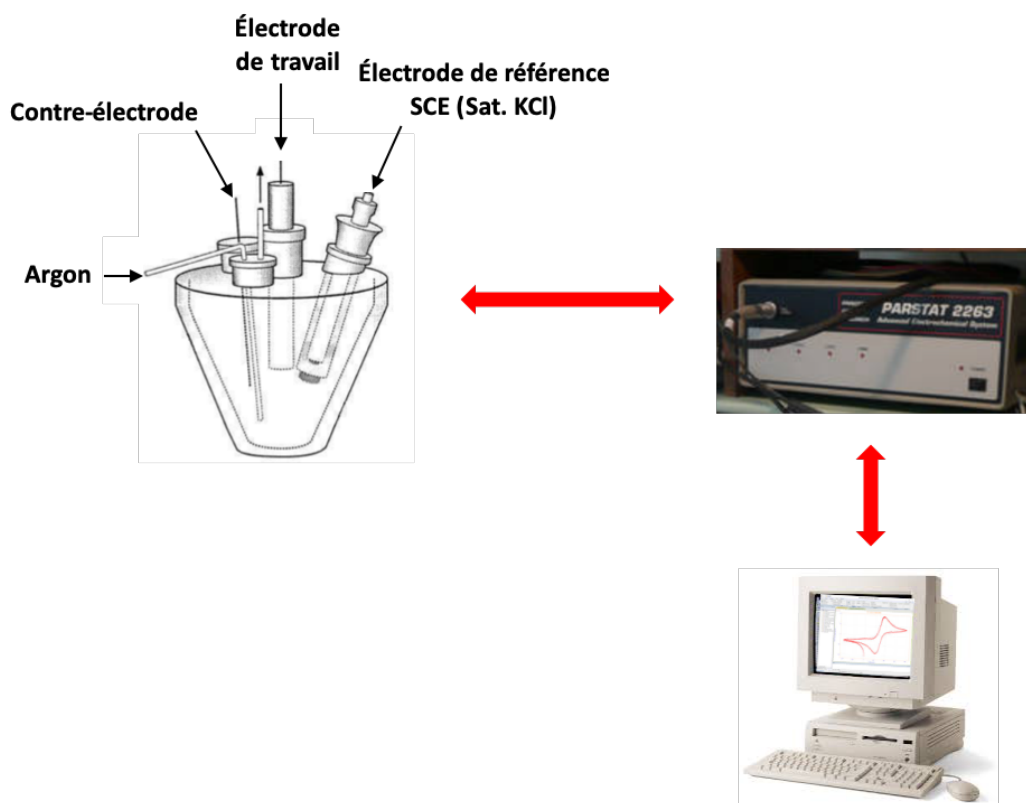 Électrode
de travail
Électrode de référence
SCE (Sat. KCl)
Contre-électrode
Argon
PARSTAT 2263
Advanced Electrochemical System